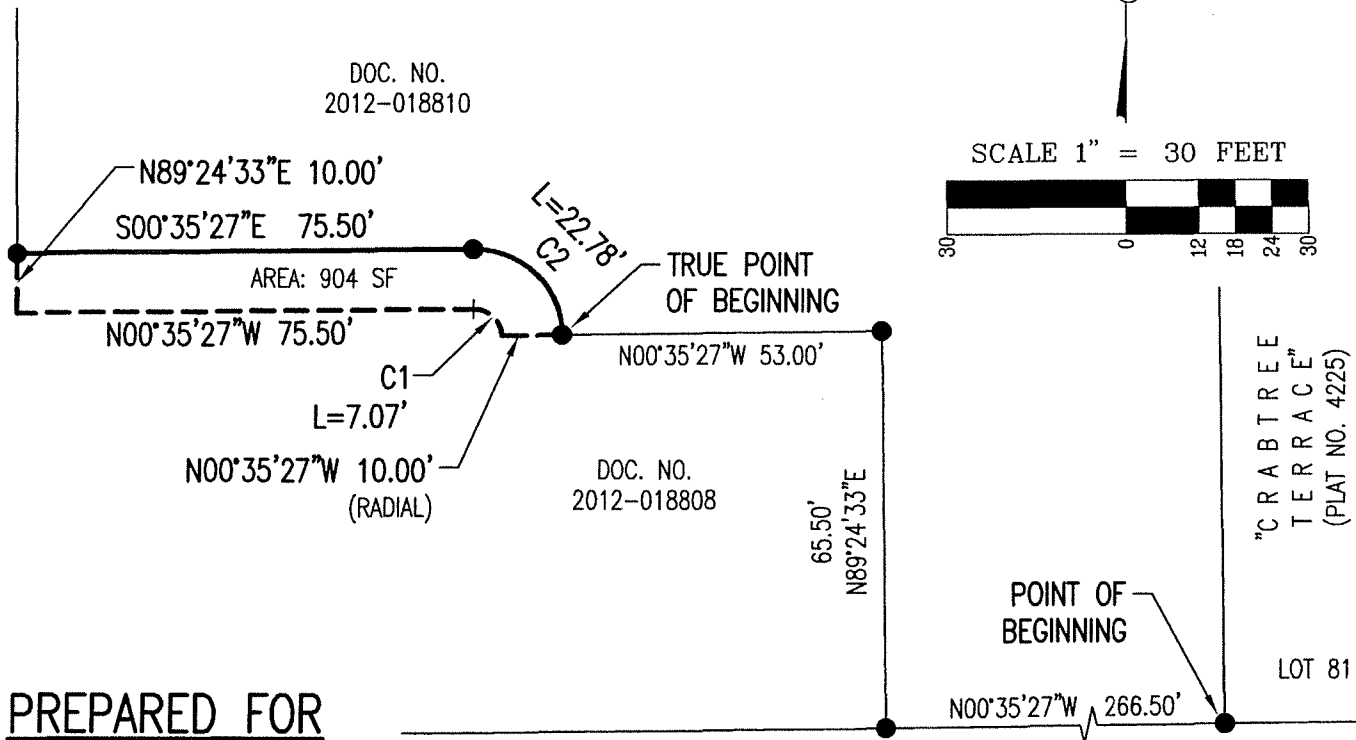 DOC. NO.
2012-018810
N89°24'33"E 10.00'
S00°35'27"E 75.50'
AREA: 904 SF
N00°35'27"W 75.50'
L=22.78'
C2
TRUE POINT
OF BEGINNING
N00°35'27"W 53.00'
C1
L=7.07'
N00°35'27"W 10.00'
(RADIAL)
DOC. NO.
2012-018808
SCALE 1" = 30 FEET
30
0
12
18
24
30
65.50'
N89°24'33"E
"CRABTREE
TERRACE"
(PLAT NO. 4225)
POINT OF
BEGINNING
LOT 81
N00°35'27"W 266.50'
PREPARED FOR